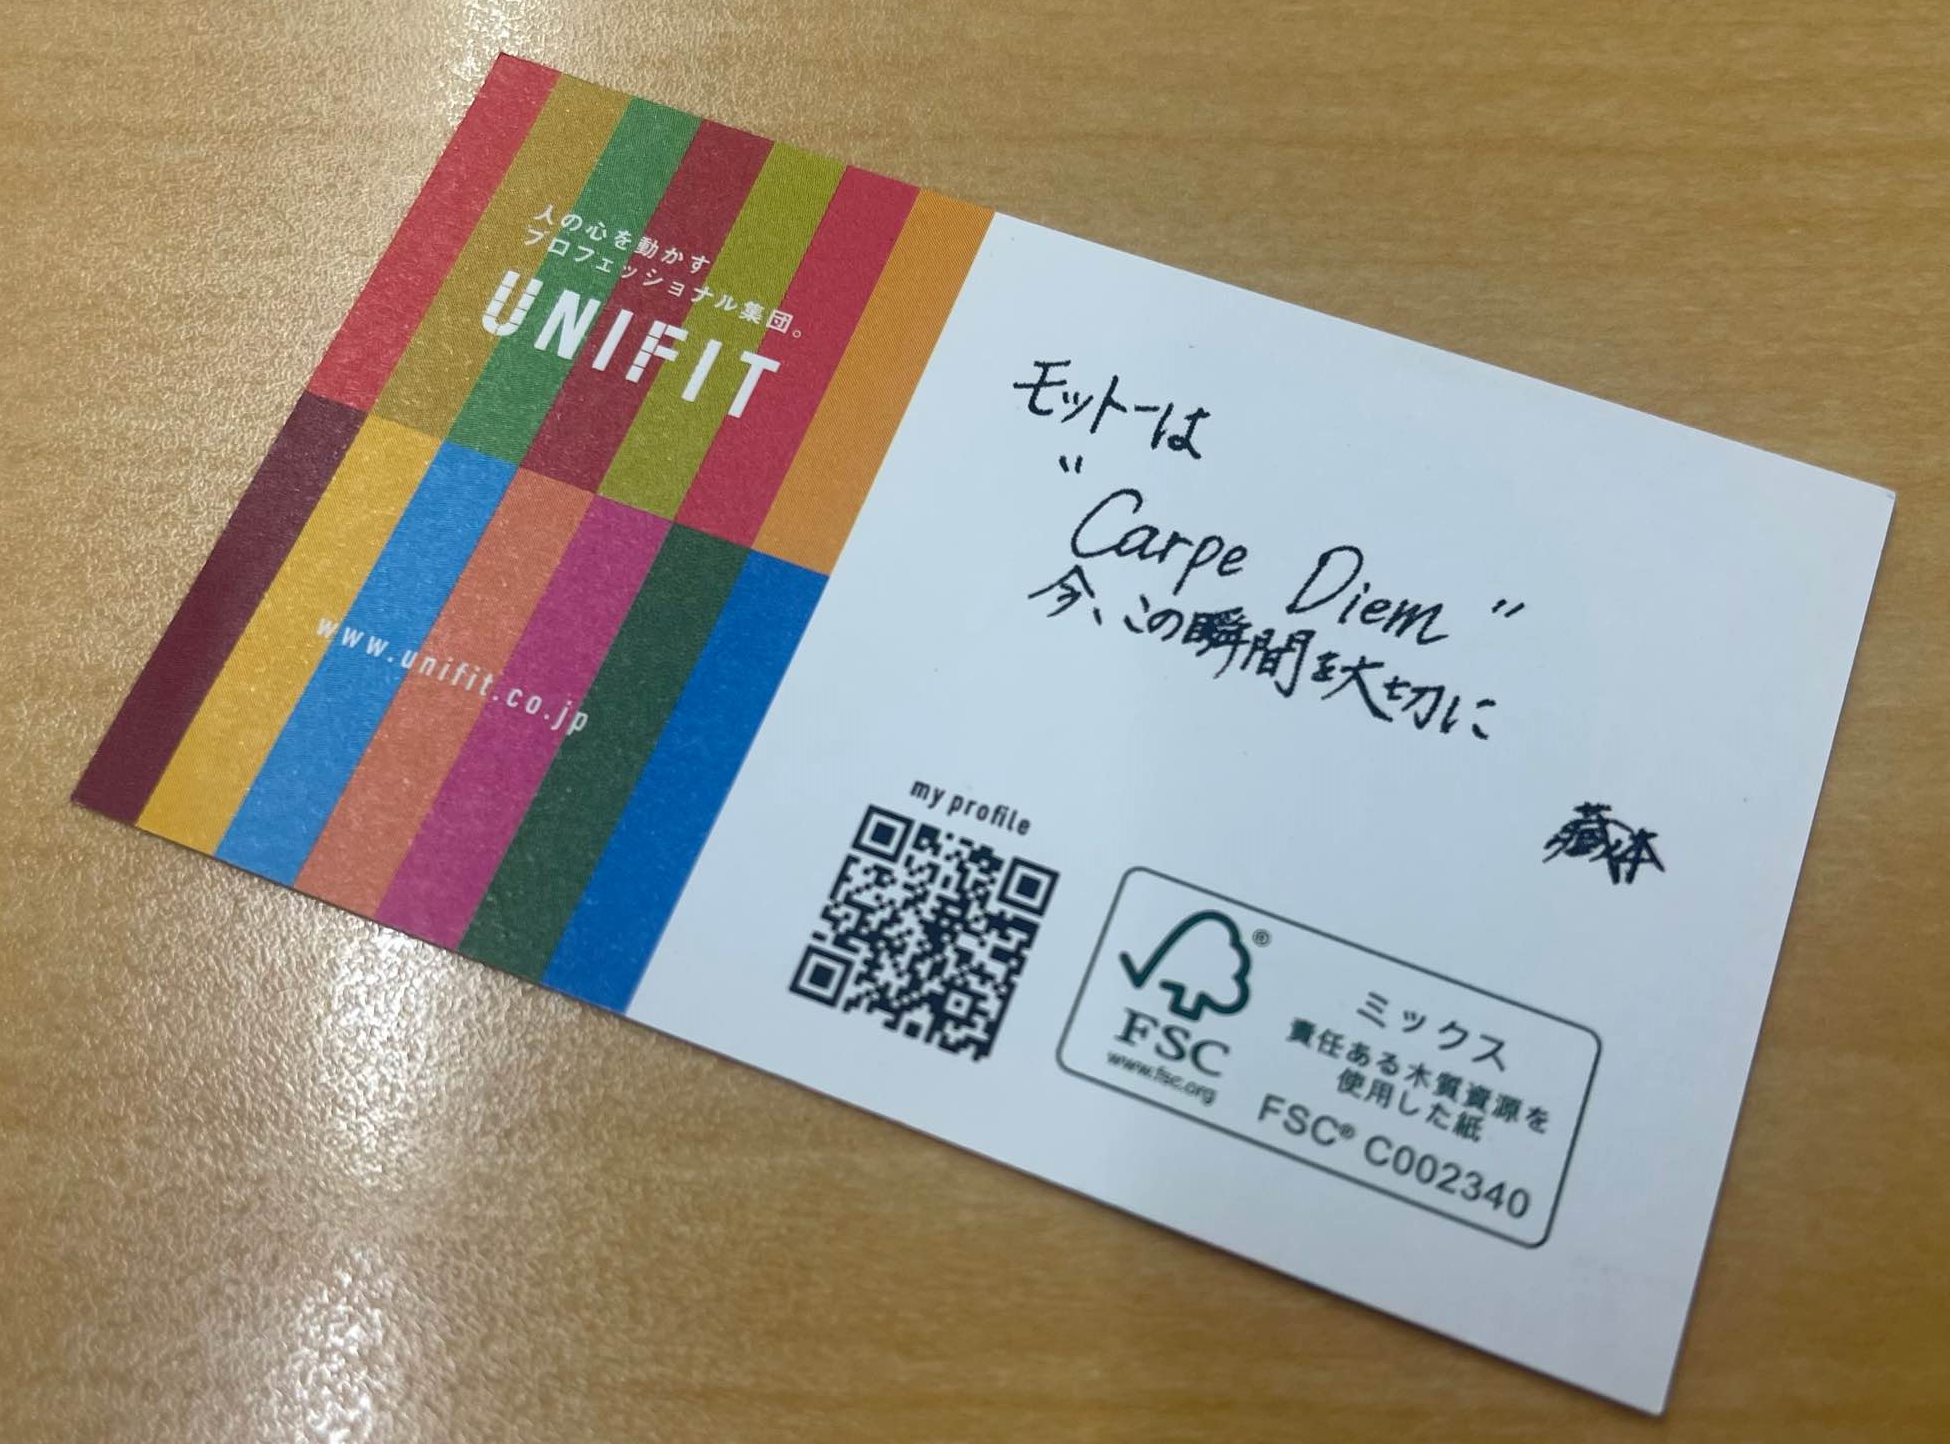 人の心を動かす
プロフェッショナル集団。
UNIFIT
www.unifit.co.jp
モットーは
"Carpe Diem"
今、この瞬間を大切に
my profile
FSC
®
www.fsc.org
ミックス
責任ある木質資源を
使用した紙
FSC® C002340